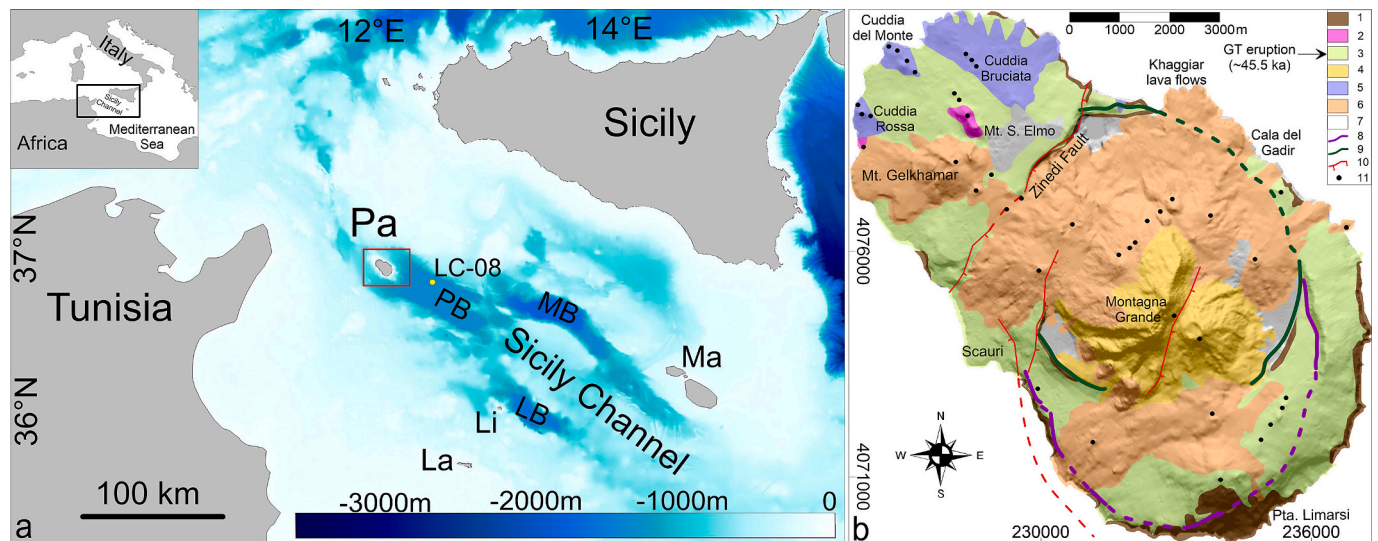 12°E
14°E
Italy
Sicily
Channel
Mediterranean
Sea
Africa
Sicily
Pa
37°N
LC-08
PB
MB
Tunisia
Sicily Channel
Ma
36°N
Li
LB
La
100 km
-3000m
-2000m
-1000m
0
a
Cuddia
del Monte
0
1000
2000
3000m
GT eruption
(~45.5 ka)
1
2
3
4
5
6
7
8
9
10
11
Cuddia
Bruciata
Khaggiar
lava flows
Cuddia
Rossa
Mt. S. Elmo
Cala del
Gadir
Mt. Gelkhamar
Zinedi Fault
4076000
Montagna
Grande
Scauri
N
W
E
S
4071000
Pta. Limarsi
230000
236000
b